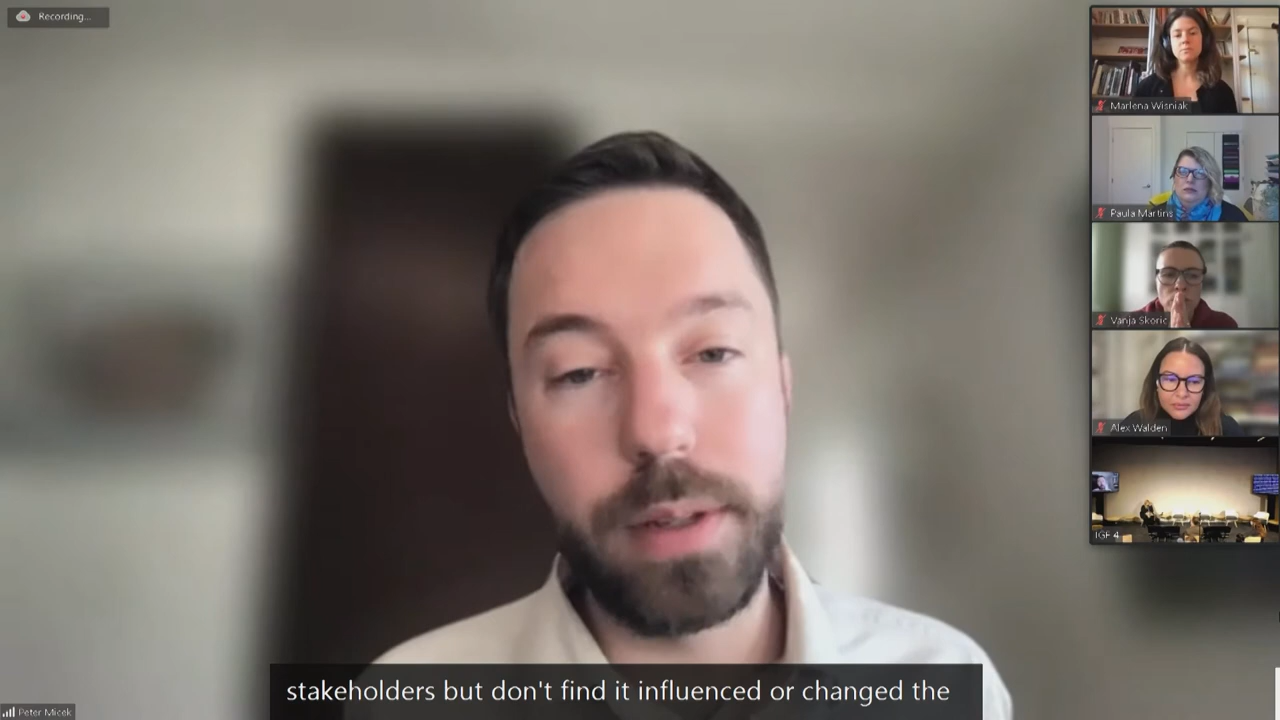 Recording...
Marlena Wisniak
Paula Martins
Vanja Skoric
Alex Walden
IGF 4
stakeholders but don't find it influenced or changed the
Peter Micek